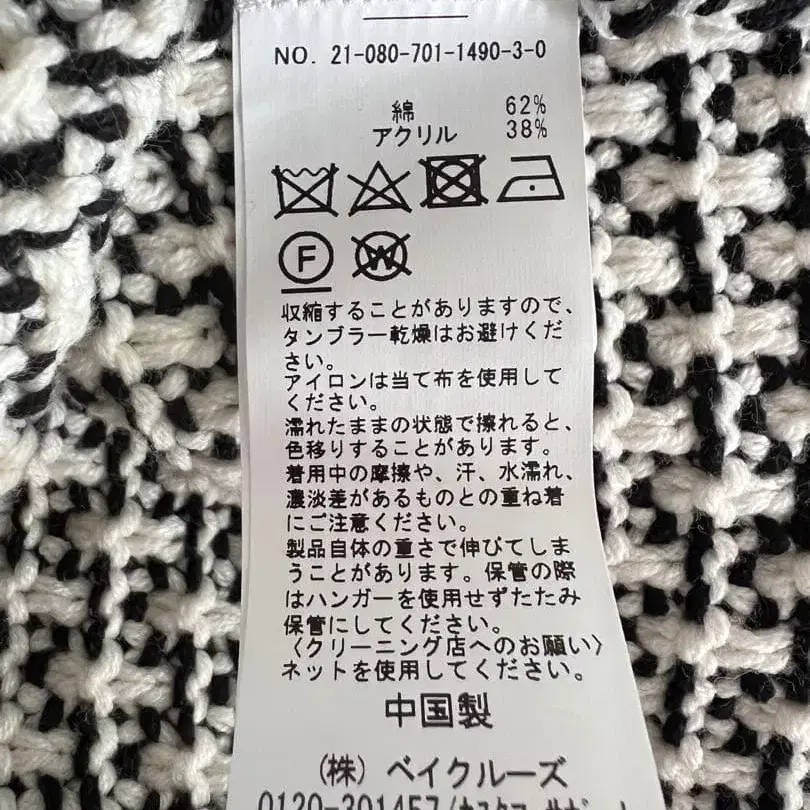 NO. 21-080-701-1490-3-0
綿 62%
アクリル 38%
F
W
収縮することがありますので、
タンブラー乾燥はお避けくだ
さい。
アイロンは当て布を使用して
ください。
濡れたままの状態で擦れると、
色移りすることがあります。
着用中の摩擦や、汗、水濡れ、
濃淡差があるものとの重ね着
にご注意ください。
製品自体の重さで伸びてしま
うことがあります。保管の際
はハンガーを使用せずたたみ
保管にしてください。
〈クリーニング店へのお願い〉
ネットを使用してください。
中国製
(株) ベイクルーズ
0120-301457